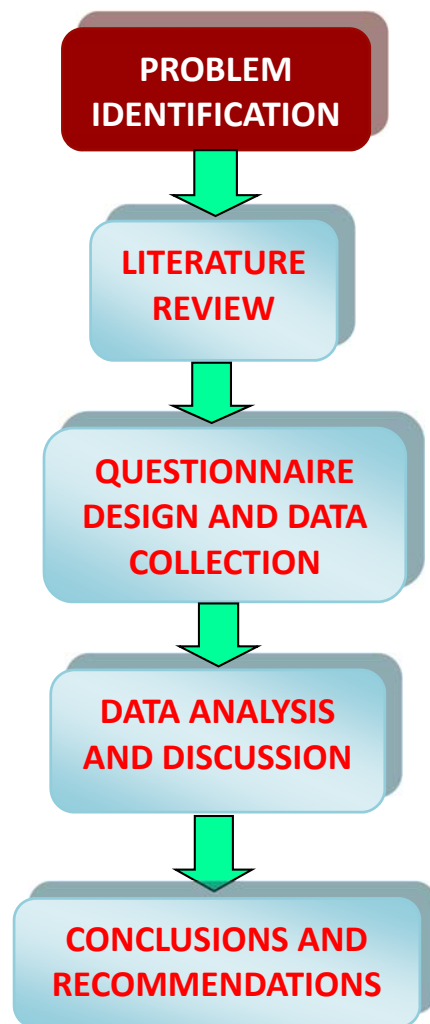 PROBLEM
IDENTIFICATION
LITERATURE
REVIEW
QUESTIONNAIRE
DESIGN AND DATA
COLLECTION
DATA ANALYSIS
AND DISCUSSION
CONCLUSIONS AND
RECOMMENDATIONS